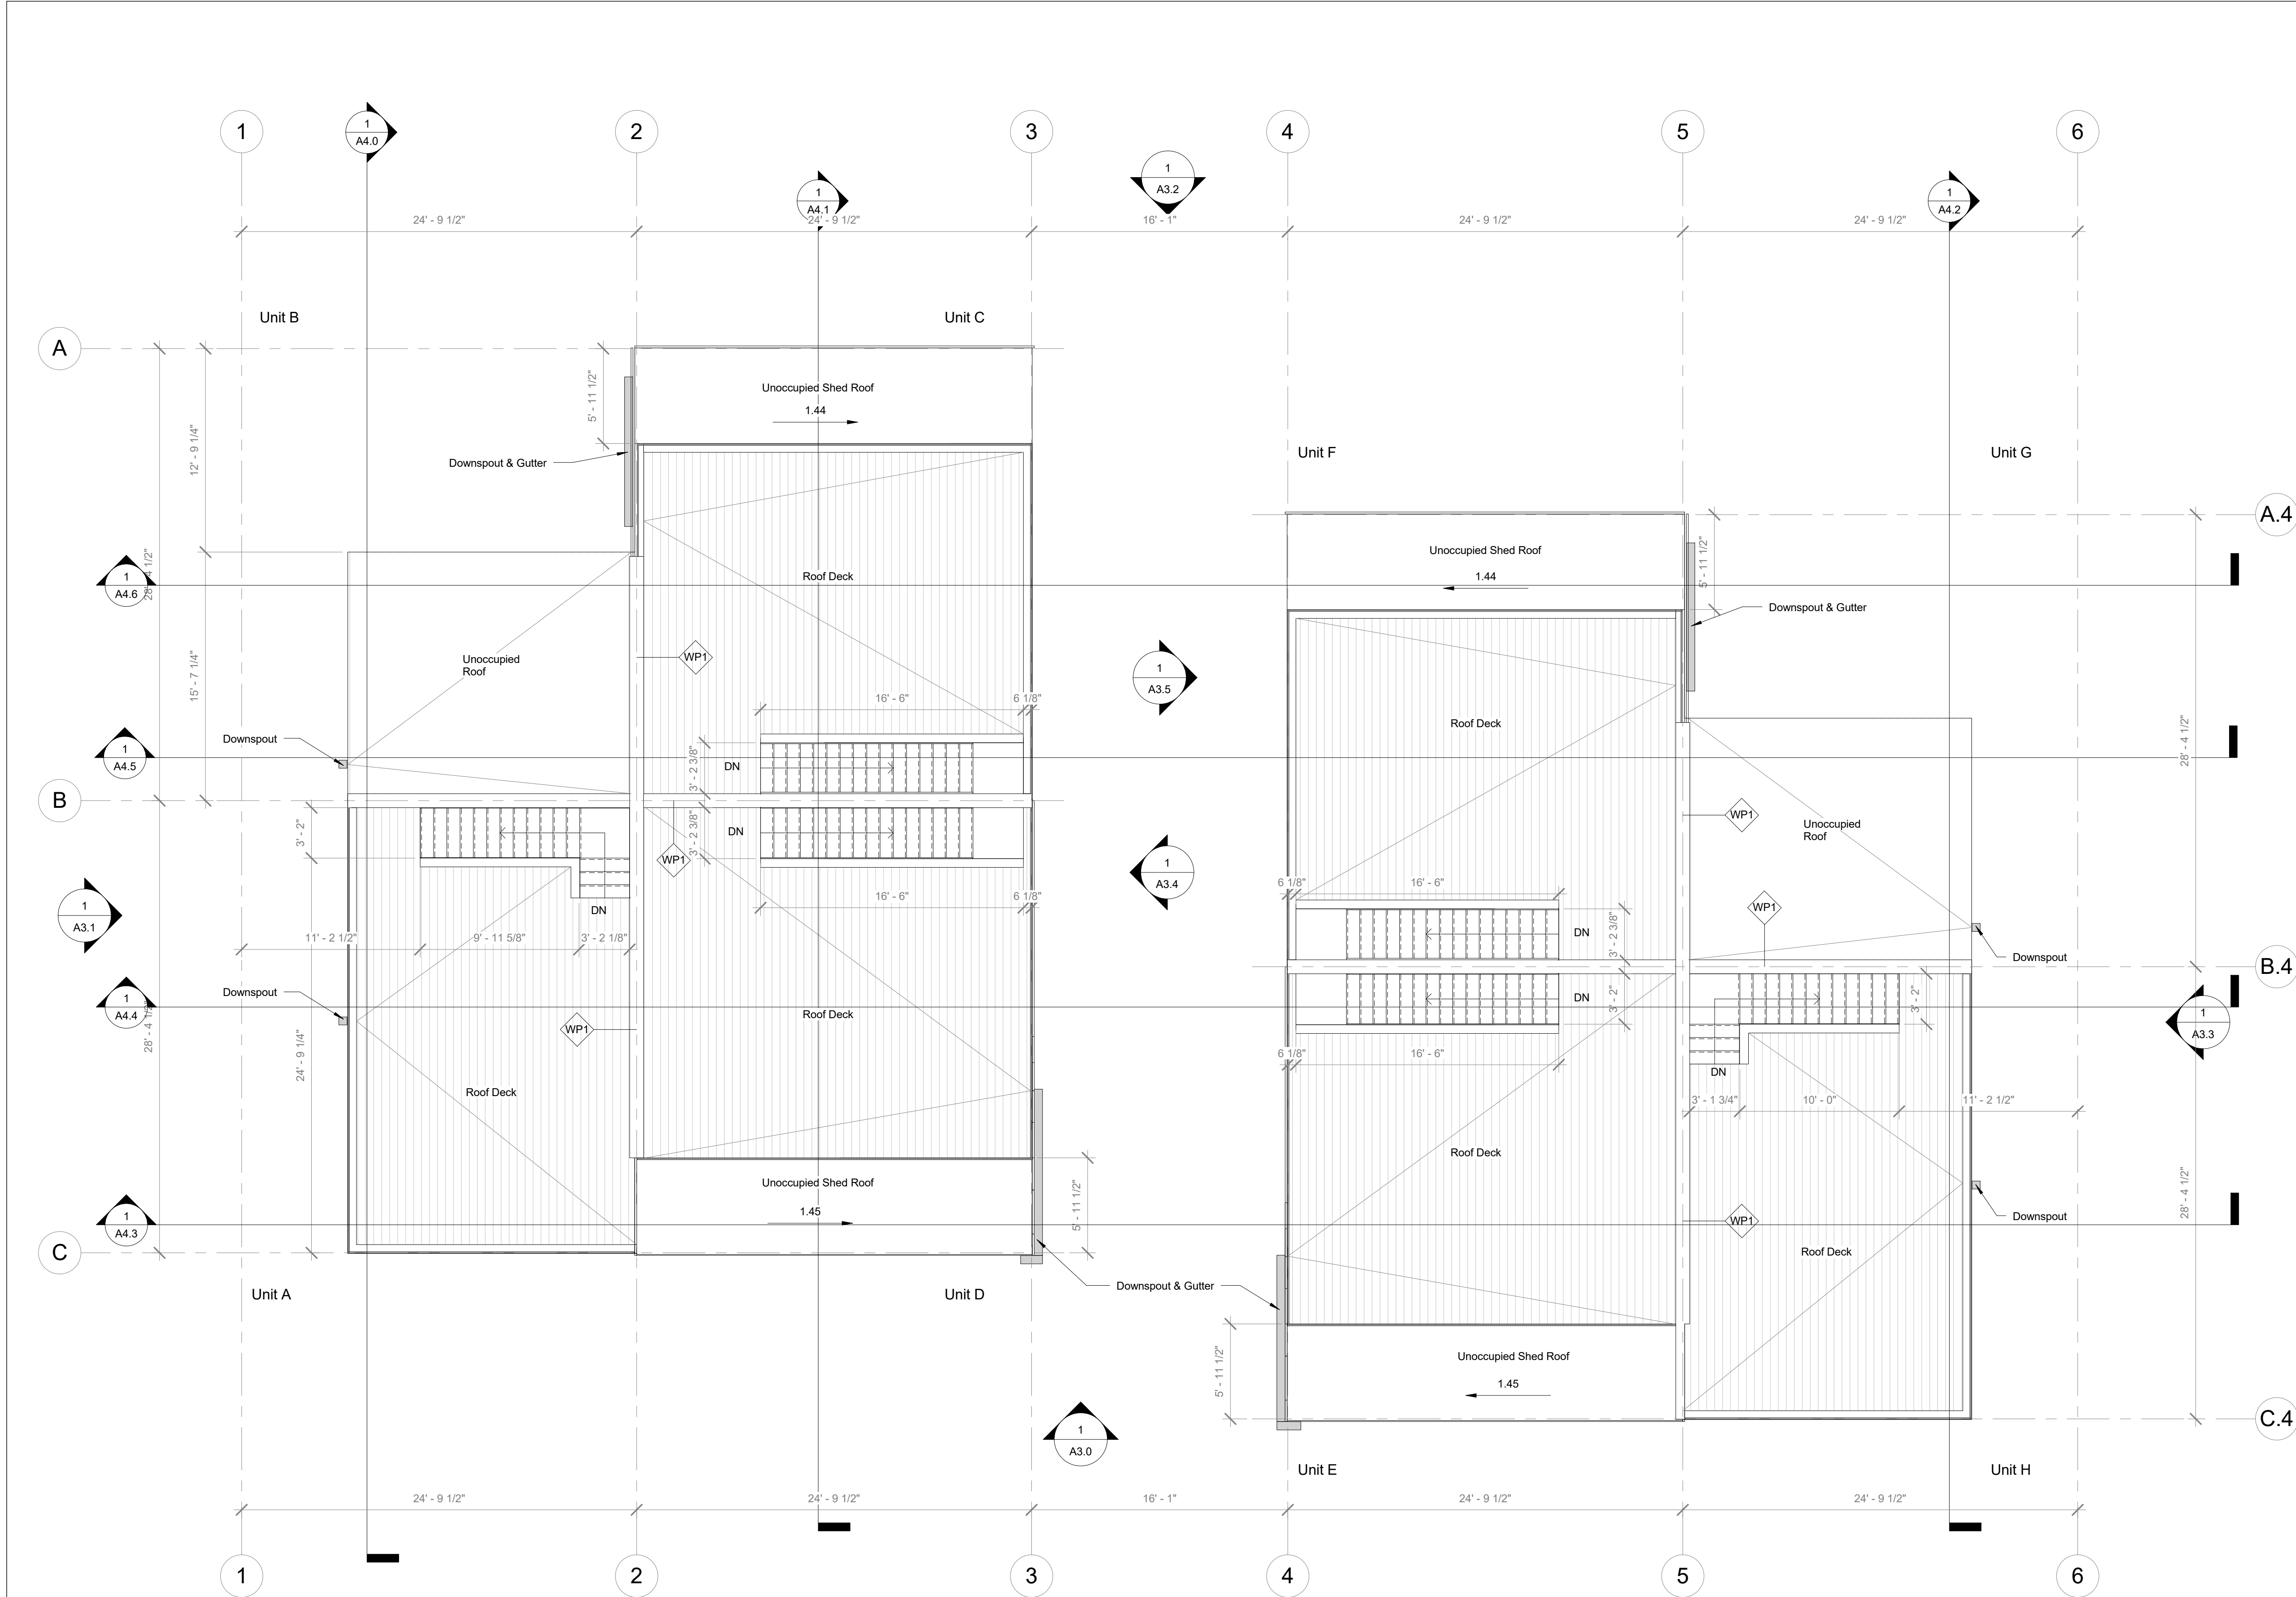 1
2
3
4
5
6
1
A4.0
1
A4.1
1
A3.2
1
A4.2
24' - 9 1/2"
24' - 9 1/2"
16' - 1"
24' - 9 1/2"
24' - 9 1/2"
Unit B
Unit C
A
5' - 11 1/2"
Unoccupied Shed Roof
1.44
12' - 9 1/4"
Downspout & Gutter
Unit F
Unit G
A.4
28' - 4 1/2"
1
A4.6
Roof Deck
Unoccupied Shed Roof
1.44
5' - 11 1/2"
Downspout & Gutter
15' - 7 1/4"
Unoccupied
Roof
WP1
1
A3.5
16' - 6"
6 1/8"
Roof Deck
Downspout
1
A4.5
DN
3' - 2 3/8"
28' - 4 1/2"
B
3' - 2"
DN
3' - 2 3/8"
WP1
WP1
Unoccupied
Roof
1
A3.4
6 1/8"
16' - 6"
16' - 6"
6 1/8"
WP1
1
A3.1
DN
11' - 2 1/2"
9' - 11 5/8"
3' - 2 1/8"
DN
3' - 2 3/8"
Downspout
B.4
Downspout
1
A4.4
28' - 4 1/2"
24' - 9 1/4"
WP1
Roof Deck
DN
3' - 2"
3' - 2"
1
A3.3
6 1/8"
16' - 6"
DN
3' - 1 3/4"
10' - 0"
11' - 2 1/2"
Roof Deck
Roof Deck
Unoccupied Shed Roof
1.45
5' - 11 1/2"
28' - 4 1/2"
1
A4.3
WP1
Downspout
C
Roof Deck
Unit A
Unit D
Downspout & Gutter
5' - 11 1/2"
Unoccupied Shed Roof
1.45
C.4
1
A3.0
Unit E
Unit H
24' - 9 1/2"
24' - 9 1/2"
16' - 1"
24' - 9 1/2"
24' - 9 1/2"
1
2
3
4
5
6